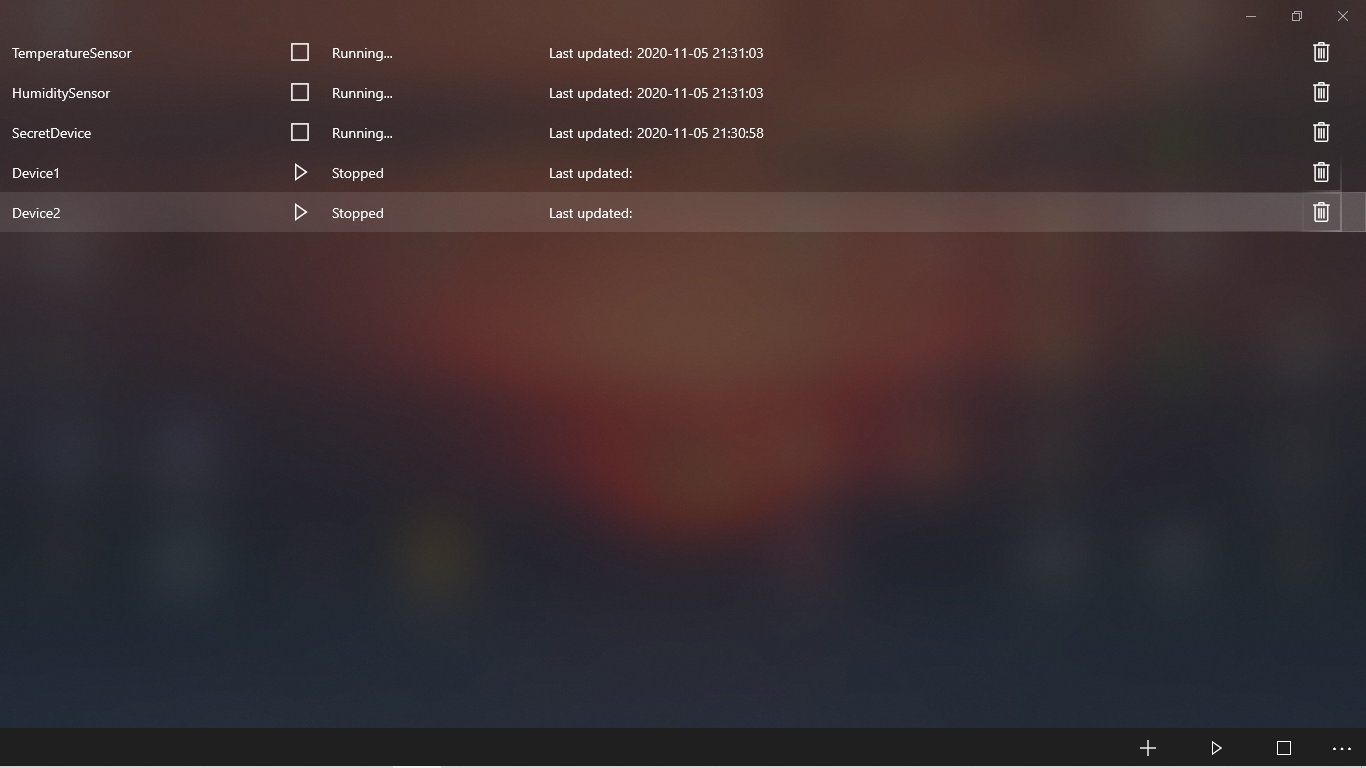 TemperatureSensor Running... Last updated: 2020-11-05 21:31:03
HumiditySensor Running... Last updated: 2020-11-05 21:31:03
SecretDevice Running... Last updated: 2020-11-05 21:30:58
Device1 Stopped Last updated:
Device2 Stopped Last updated: